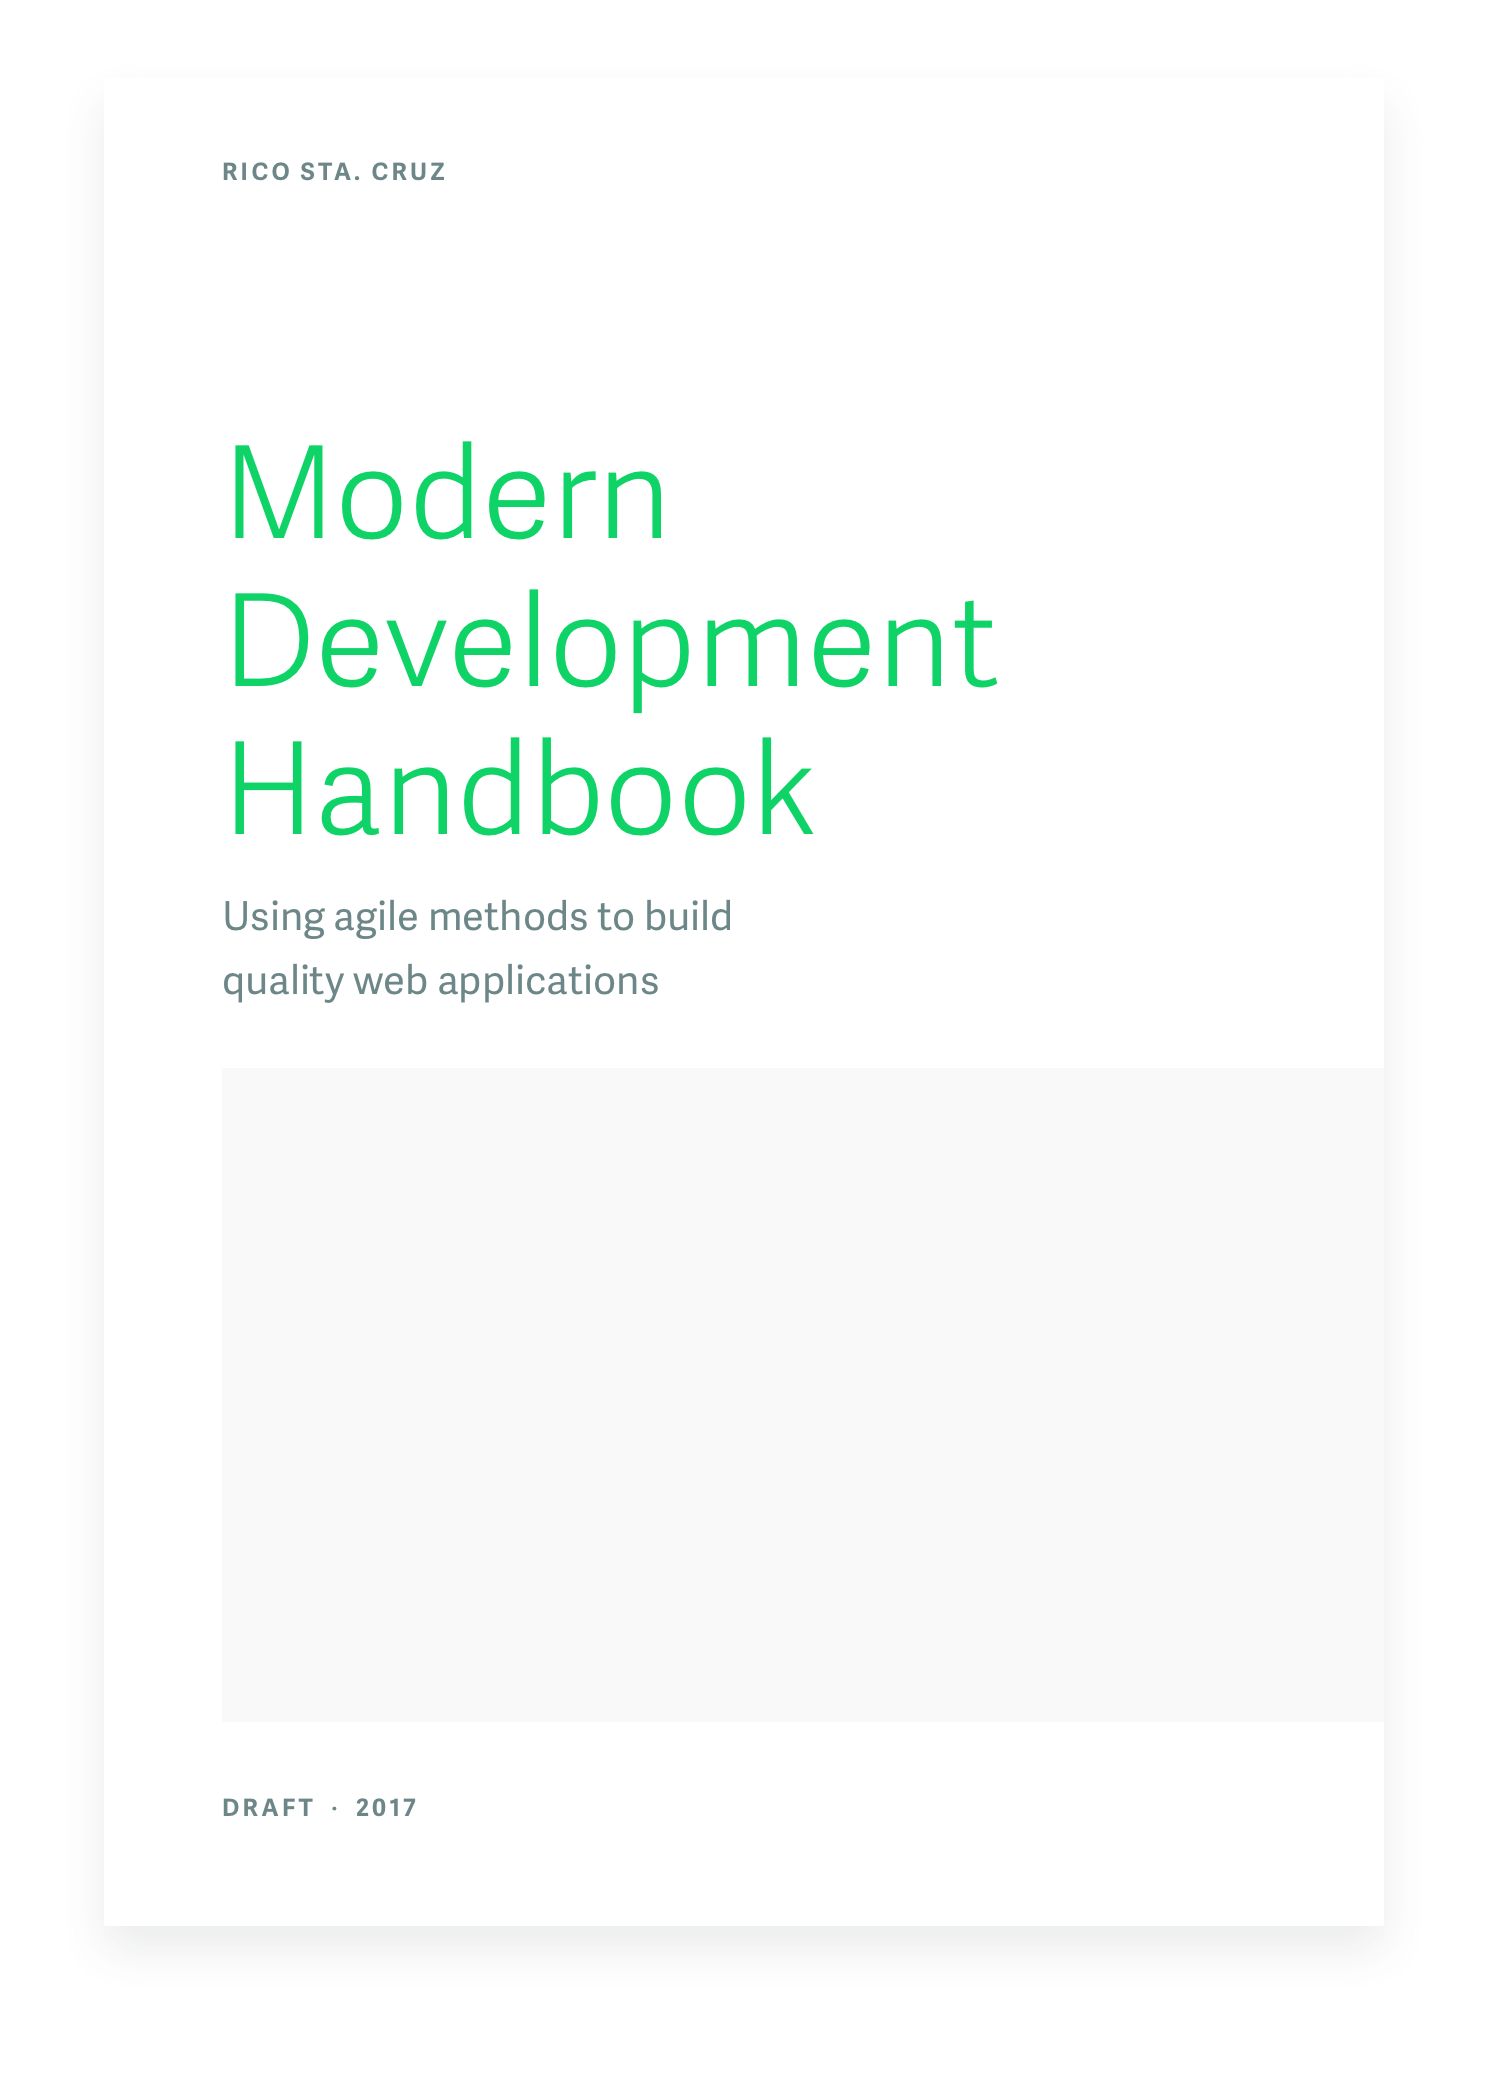 RICO STA. CRUZ
Modern
Development
Handbook
Using agile methods to build
quality web applications
DRAFT · 2017